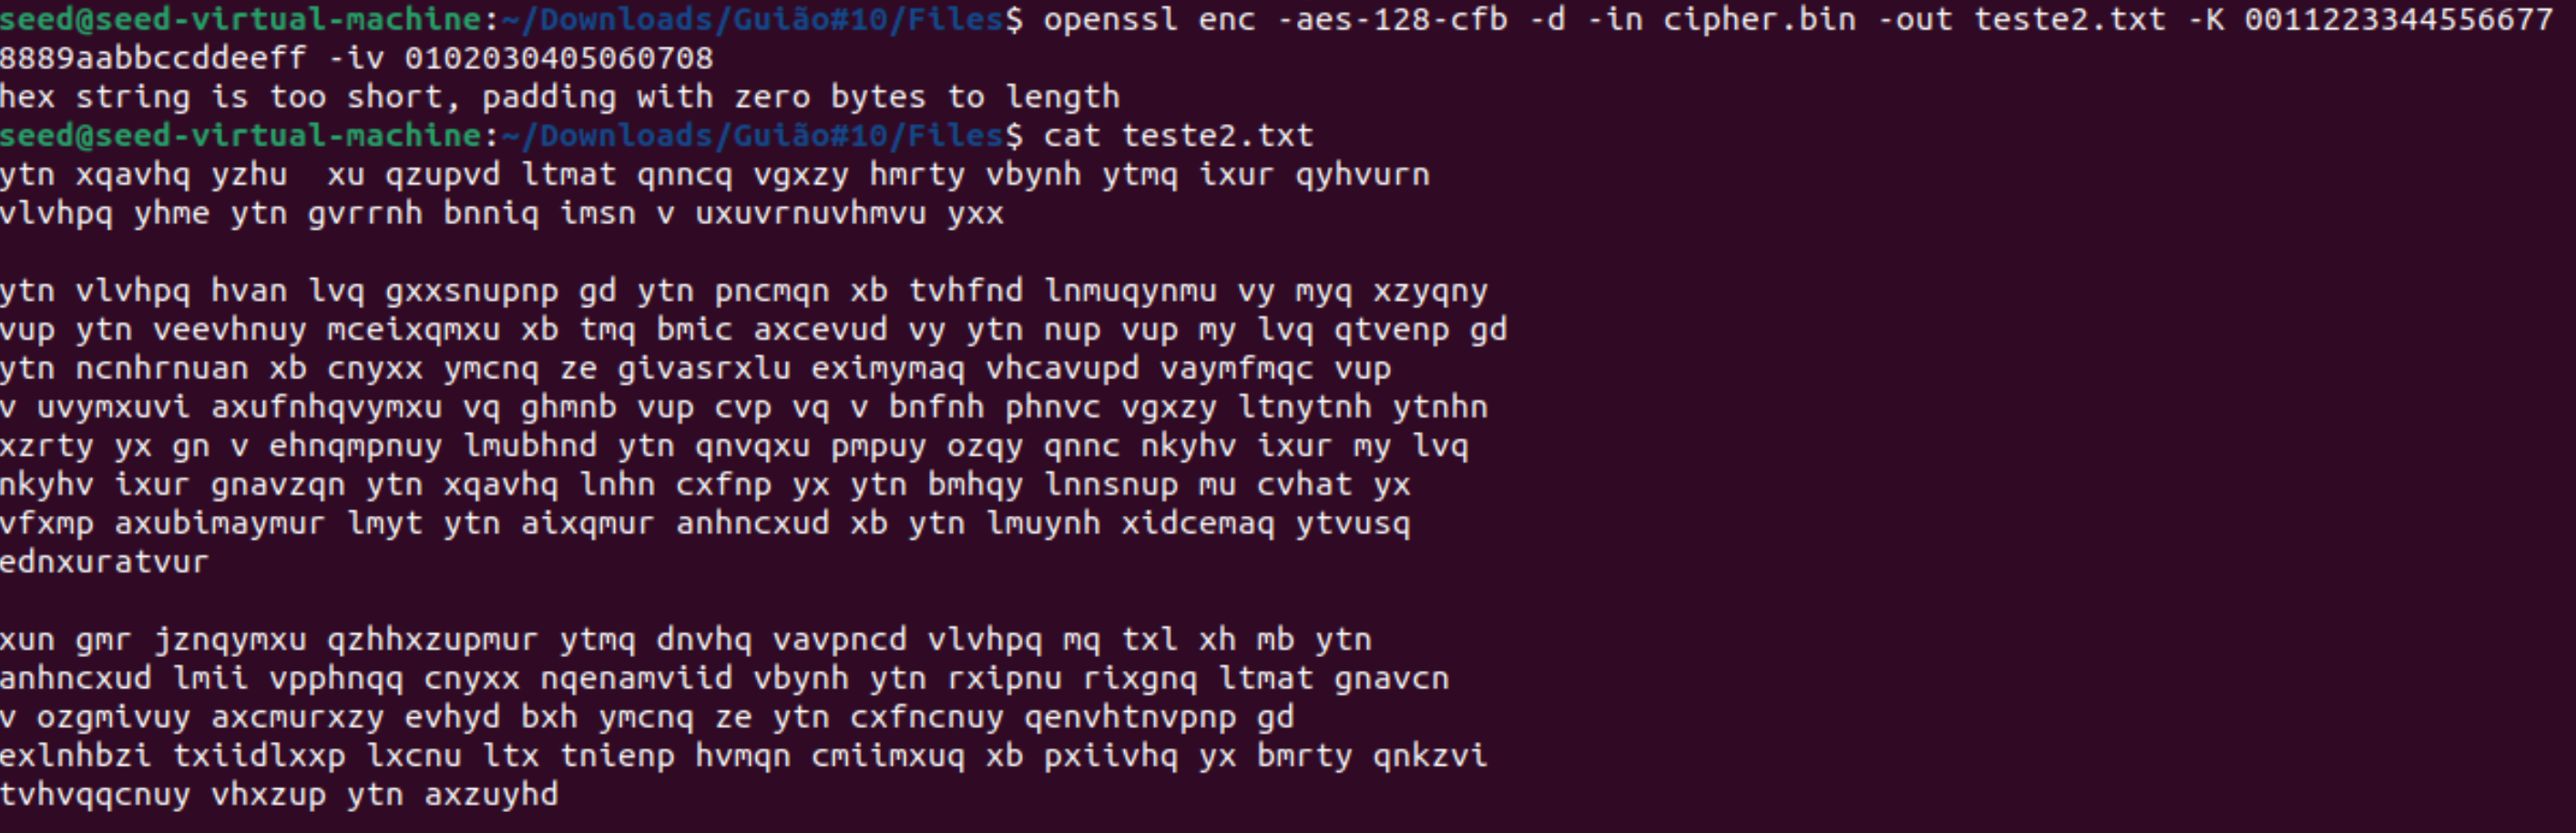 seed@seed-virtual-machine:~/Downloads/Guião#10/Files$ openssl enc -aes-128-cfb -d -in cipher.bin -out teste2.txt -K 0011223344556677
8889aabbccddeeff -iv 0102030405060708
hex string is too short, padding with zero bytes to length
seed@seed-virtual-machine:~/Downloads/Guião#10/Files$ cat teste2.txt
ytn xqavhq yzhu  xu qzupvd ltmat qnncq vgxzy hmrty vbynh ytmq ixur qyhvurn
vlvhpq yhme ytn gvrrnh bnniq imsn v uxuvrnuvhmvu yxx

ytn vlvhpq hvan lvq gxxsnupnp gd ytn pncmqn xb tvhfnd lnmuqynmu vy myq xzyqny
vup ytn veevhnuy mceixqmxu xb tmq bmic axcevud vy ytn nup vup my lvq qtvenp gd
ytn ncnhrnuan xb cnyxx ymcnq ze givasrxlu eximymaq vhcavupd vaymfmqc vup
v uvymxuvi axufnhqvymxu vq ghmnb vup cvp vq v bnfnh phnvc vgxzy ltnytnh ytnhn
xzrty yx gn v ehnqmpnuy lmubhnd ytn qnvqxu pmpuy ozqy qnnc nkyhv ixur my lvq
nkyhv ixur gnavzqn ytn xqavhq lnhn cxfnp yx ytn bmhqy lnnsnup mu cvhat yx
vfxmp axubimaymur lmyt ytn aixqmur anhncxud xb ytn lmuynh xidcemaq ytvusq
ednxuratvur

xun gmr jznqymxu qzhhxzupmur ytmq dnvhq vavpncd vlvhpq mq txl xh mb ytn
anhncxud lmii vpphnqq cnyxx nqenamviid vbynh ytn rxipnu rixgnq ltmat gnavcn
v ozgmivuy axcmurxzy evhyd bxh ymcnq ze ytn cxfncnuy qenvhtnvpnp gd
exlnhbzi txiidlxxp lxcnu ltx tnienp hvmqn cmiimxuq xb pxiivhq yx bmrty qnkzvi
tvhvqqcnuy vhxzup ytn axzuyhd